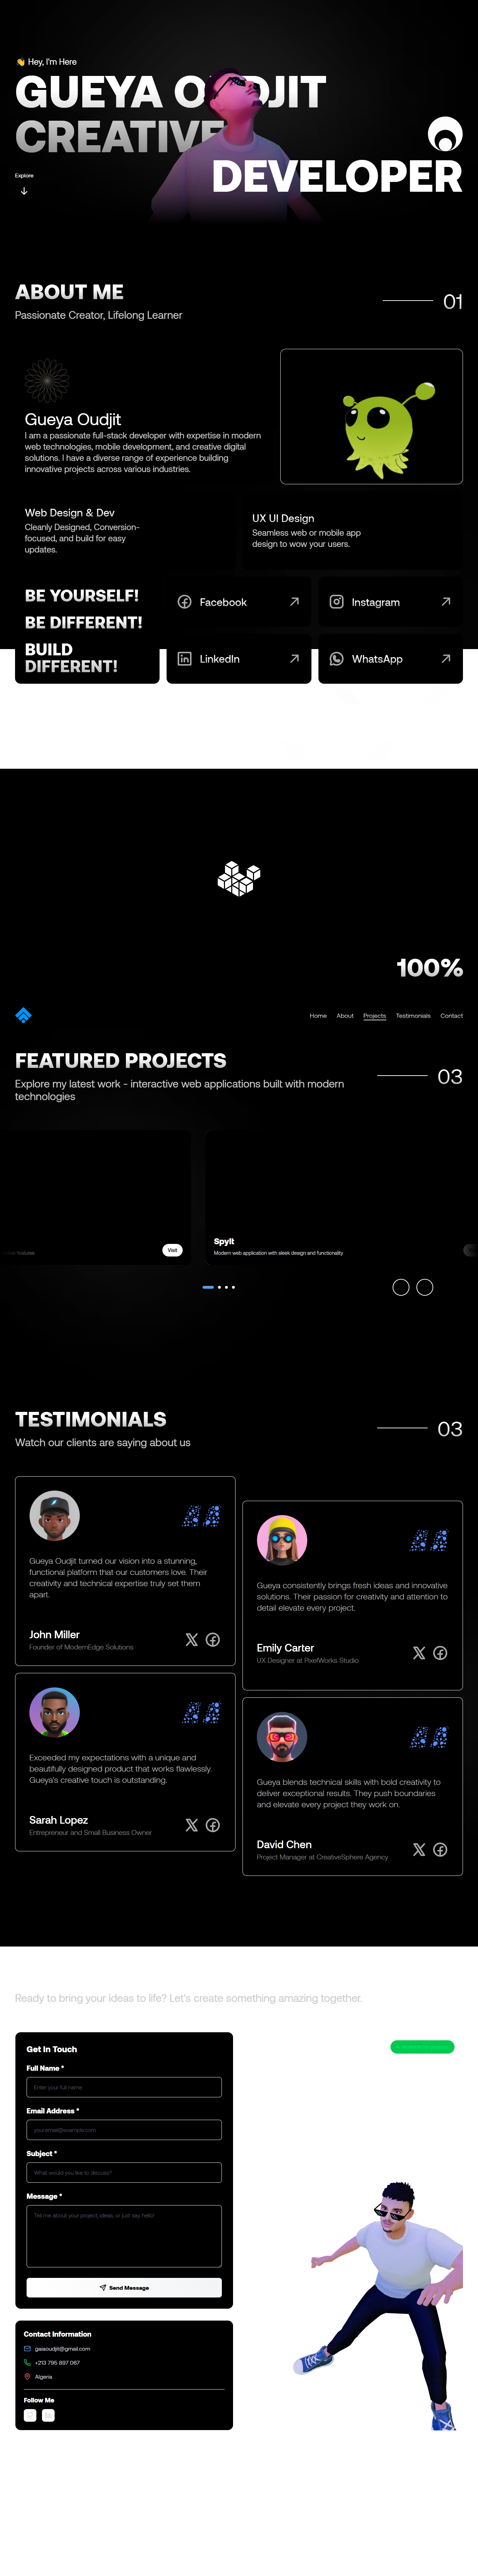 👋 Hey, I'm Here
GUEYA OUDJIT
CREATIVE
DEVELOPER
Explore
ABOUT ME
01
Passionate Creator, Lifelong Learner
Gueya Oudjit
I am a passionate full-stack developer with expertise in modern
web technologies, mobile development, and creative digital
solutions. I have a diverse range of experience building
innovative projects across various industries.
Web Design & Dev
Cleanly Designed, Conversion-
focused, and build for easy
updates.
UX UI Design
Seamless web or mobile app
design to wow your users.
BE YOURSELF!
BE DIFFERENT!
BUILD
DIFFERENT!
Facebook
Instagram
LinkedIn
WhatsApp
100%
Home About Projects Testimonials Contact
FEATURED PROJECTS
03
Explore my latest work - interactive web applications built with modern
technologies
features
Visit
Spylt
Modern web application with sleek design and functionality
TESTIMONIALS
03
Watch our clients are saying about us
Gueya Oudjit turned our vision into a stunning,
functional platform that our customers love. Their
creativity and technical expertise truly set them
apart.
John Miller
Founder of ModernEdge Solutions
Gueya consistently brings fresh ideas and innovative
solutions. Their passion for creativity and attention to
detail elevate every project.
Emily Carter
UX Designer at PixelWorks Studio
Exceeded my expectations with a unique and
beautifully designed product that works flawlessly.
Gueya's creative touch is outstanding.
Sarah Lopez
Entrepreneur and Small Business Owner
Gueya blends technical skills with bold creativity to
deliver exceptional results. They push boundaries
and elevate every project they work on.
David Chen
Project Manager at CreativeSphere Agency
Ready to bring your ideas to life? Let's create something amazing together.
Get In Touch
Full Name *
Enter your full name
Email Address *
your.email@example.com
Subject *
What would you like to discuss?
Message *
Tell me about your project, ideas, or just say hello!
Send Message
Contact Information
gaiaoudjit@gmail.com
+213 795 897 067
Algeria
Follow Me